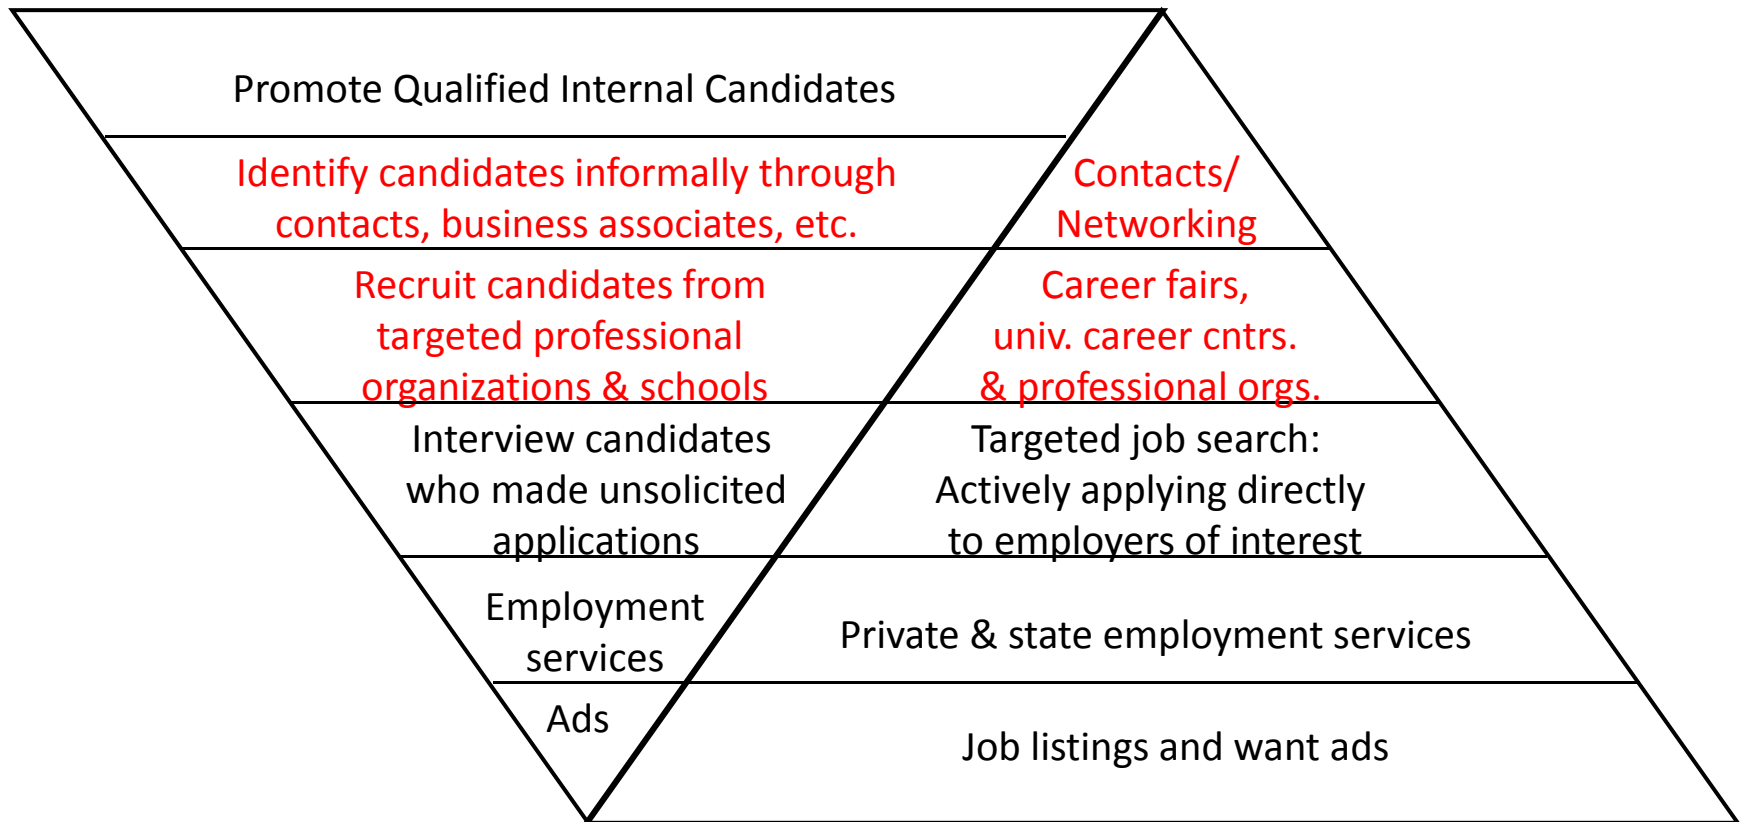 Promote Qualified Internal Candidates
Identify candidates informally through
contacts, business associates, etc.
Contacts/
Networking
Recruit candidates from
targeted professional
organizations & schools
Career fairs,
univ. career cntrs.
& professional orgs.
Interview candidates
who made unsolicited
applications
Targeted job search:
Actively applying directly
to employers of interest
Employment
services
Private & state employment services
Ads
Job listings and want ads